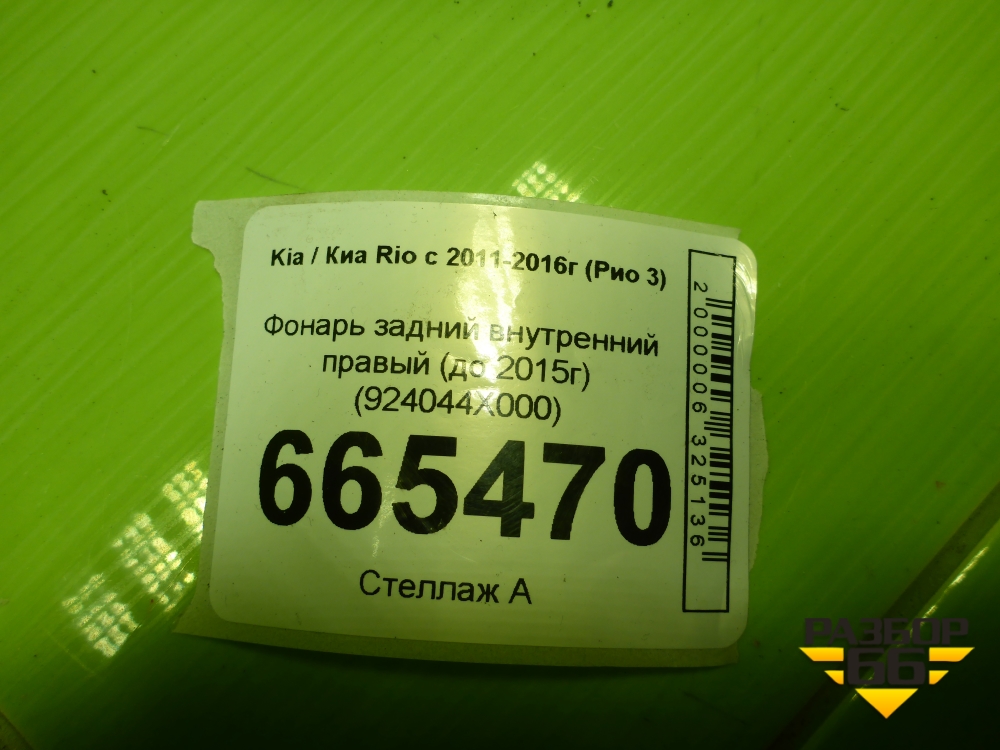 Kia / Киа Rio с 2011-2016г (Рио 3)
Фонарь задний внутренний
правый (до 2015г)
(924044X000)
665470
Стеллаж А
2000006325136
РАЗБОР
66